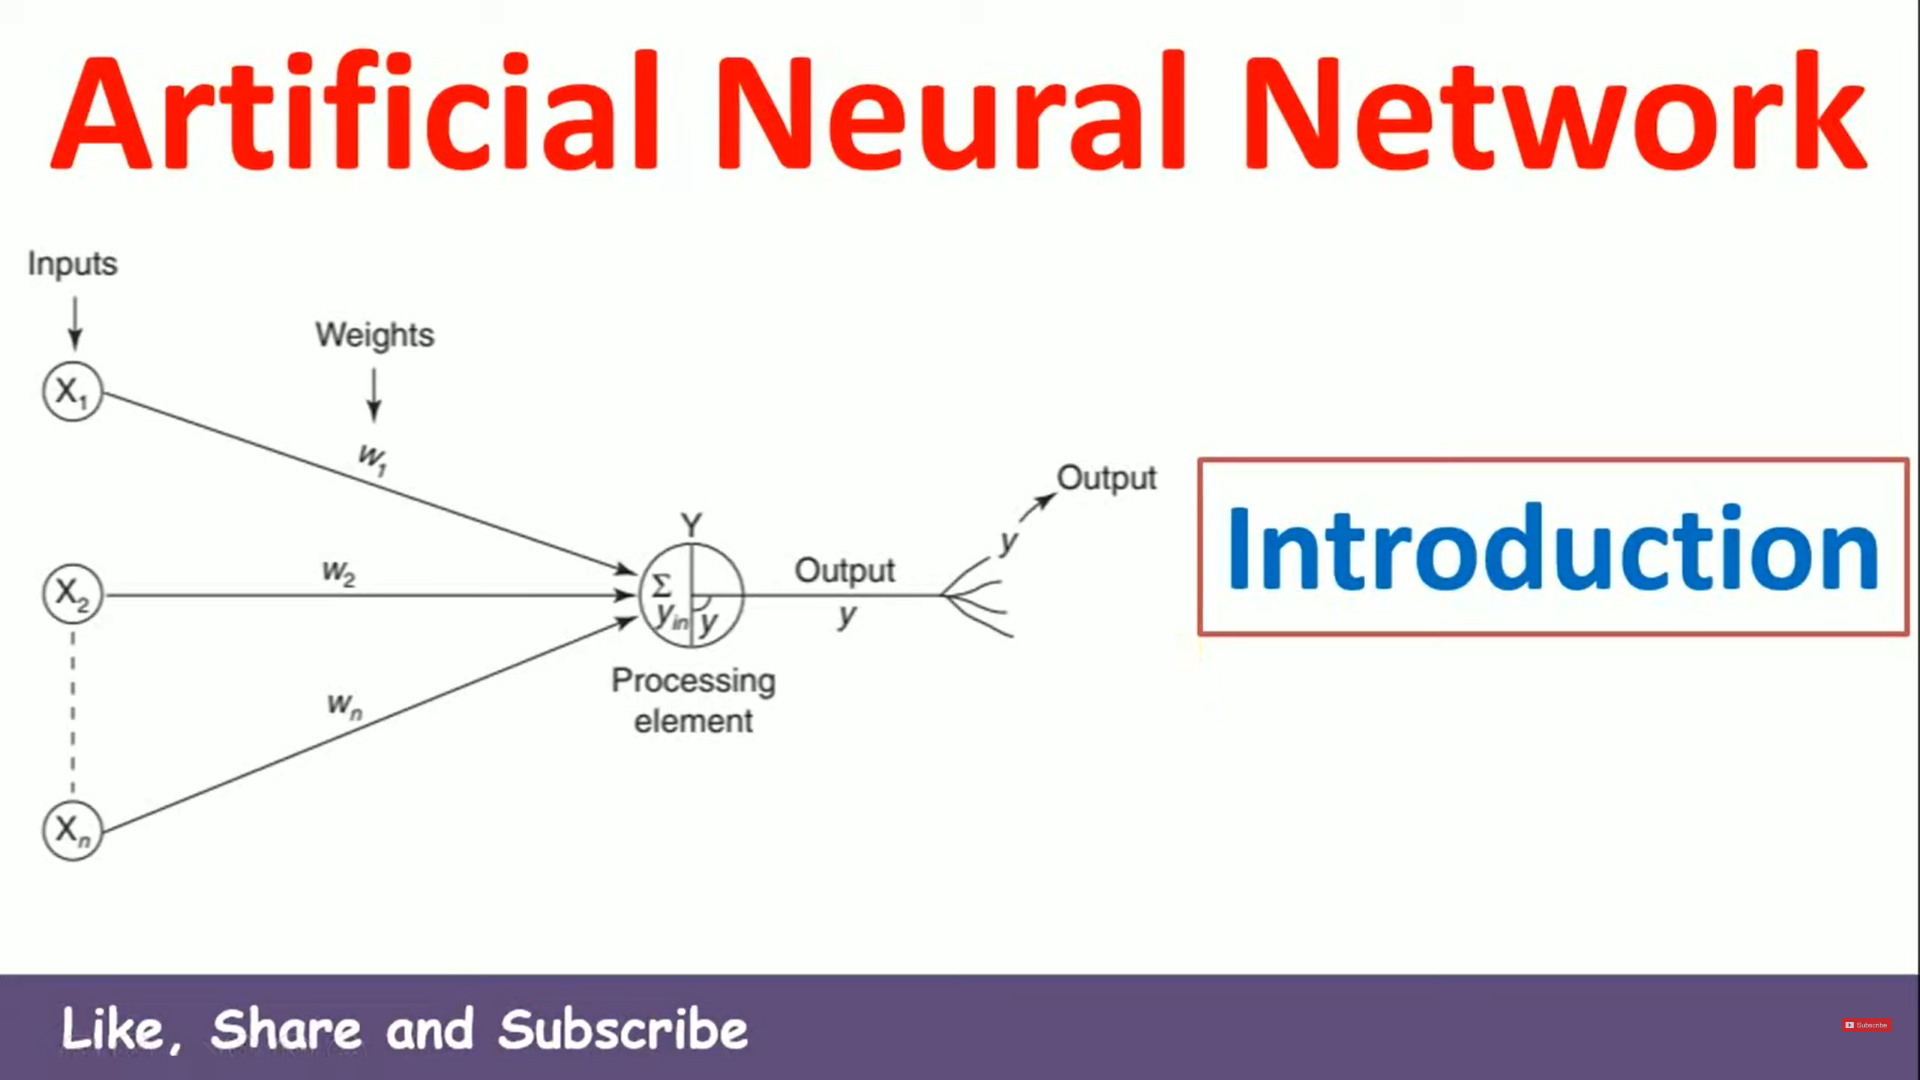 Artificial Neural Network
Inputs
Weights
X1
w1
Output
y
Introduction
Y
X2
w2
Σ
yin
y
Output
y
Processing
element
wn
Xn
Like, Share and Subscribe
Subscribe